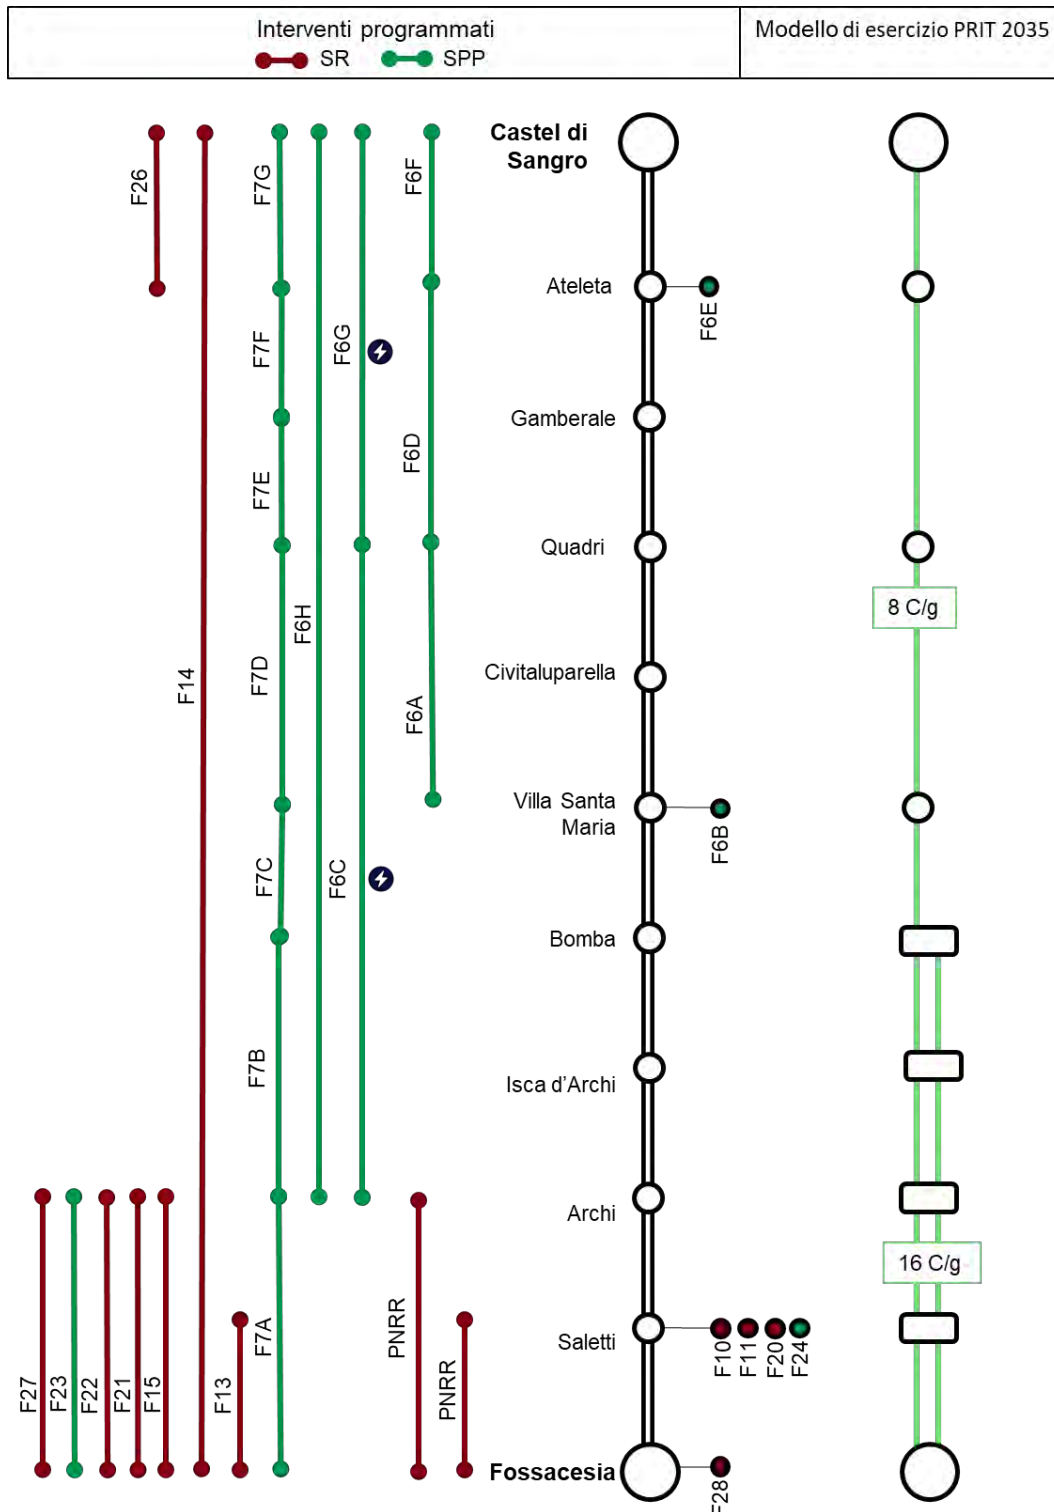 Interventi programmati
SR SPP
Modello di esercizio PRIT 2035
Castel di
Sangro
F26
F7G
F6F
Ateleta
F6E
F7F
F6G
Gamberale
F7E
F6D
Quadri
8 C/g
F6H
F14
F7D
F6A
Civitaluparella
Villa Santa
Maria
F6B
F7C
F6C
Bomba
F7B
Isca d'Archi
Archi
16 C/g
Saletti
F10
F11
F20
F24
F27
F23
F22
F21
F15
F13
F7A
PNRR
PNRR
Fossacesia
F28